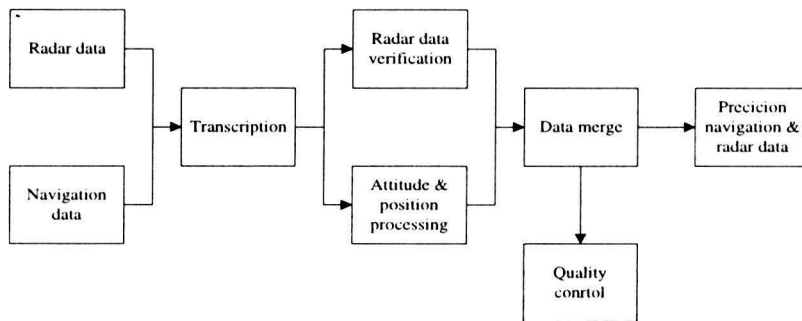 Radar data
Navigation
data
Transcription
Radar data
verification
Attitude &
position
processing
Data merge
Quality
conrtol
Precicion
navigation &
radar data